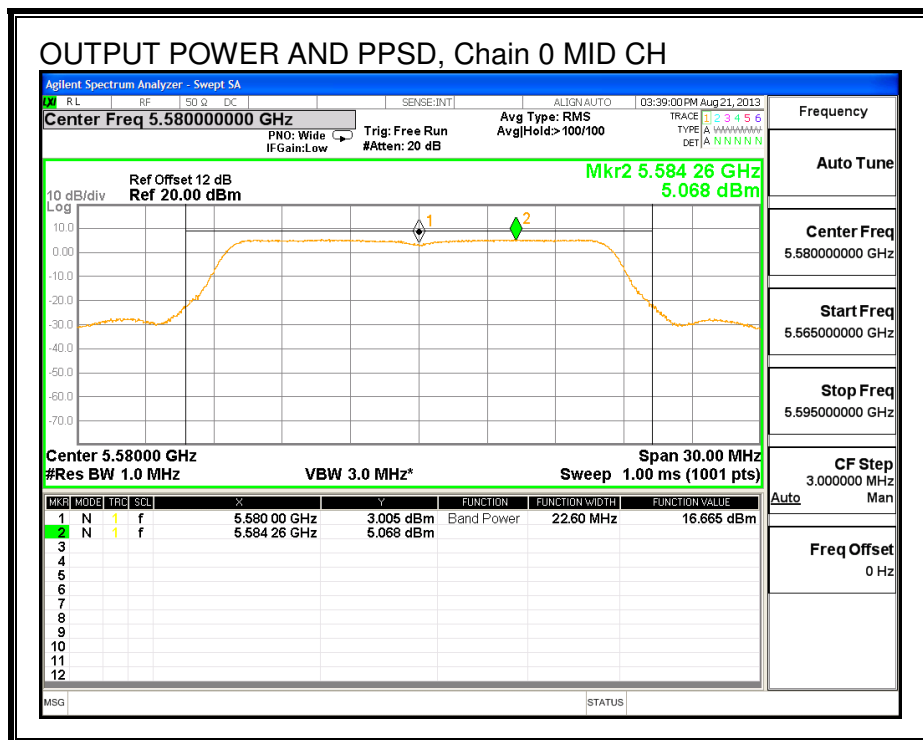 OUTPUT POWER AND PPSD, Chain 0 MID CH
Agilent Spectrum Analyzer - Swept SA
LXI RL RF 50 Ω DC SENSE:INT ALIGNAUTO 03:39:00 PM Aug 21, 2013
Center Freq 5.580000000 GHz
PNO: Wide
IFGain:Low
Trig: Free Run
#Atten: 20 dB
Avg Type: RMS
Avg|Hold:>100/100
TRACE 1 2 3 4 5 6
TYPE A WWWWW
DET A N N N N N
Mkr2 5.584 26 GHz
5.068 dBm
Ref Offset 12 dB
10 dB/div Ref 20.00 dBm
Log
10.0
0.00
-10.0
-20.0
-30.0
-40.0
-50.0
-60.0
-70.0
1
2
Center 5.58000 GHz Span 30.00 MHz
#Res BW 1.0 MHz VBW 3.0 MHz* Sweep 1.00 ms (1001 pts)
MKR MODE TRC SCL X Y FUNCTION FUNCTION WIDTH FUNCTION VALUE
1 N 1 f 5.580 00 GHz 3.005 dBm Band Power 22.60 MHz 16.665 dBm
2 N 1 f 5.584 26 GHz 5.068 dBm
3
4
5
6
7
8
9
10
11
12
MSG STATUS
Frequency
Auto Tune
Center Freq
5.580000000 GHz
Start Freq
5.565000000 GHz
Stop Freq
5.595000000 GHz
CF Step
3.000000 MHz
Auto Man
Freq Offset
0 Hz